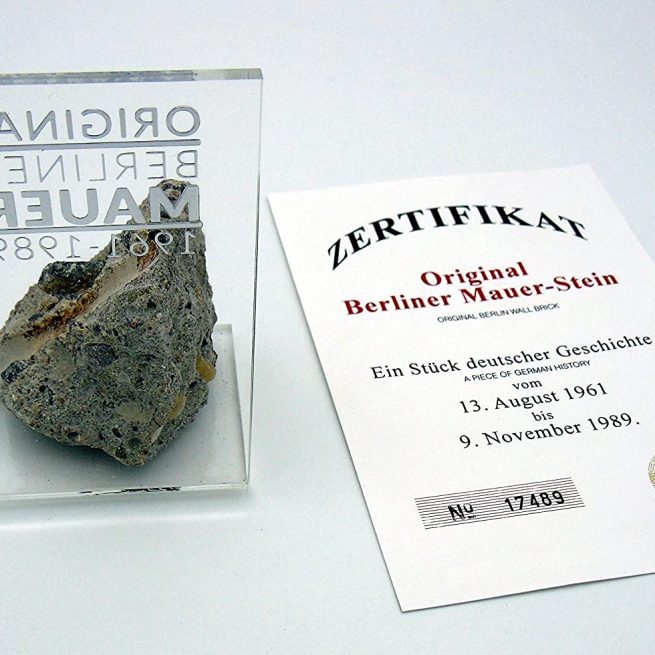 ORIGINA
BERLINE
MAUER
1961-1989
ZERTIFIKAT
Original
Berliner Mauer-Stein
ORIGINAL BERLIN WALL BRICK
Ein Stück deutscher Geschichte
A PIECE OF GERMAN HISTORY
vom
13. August 1961
bis
9. November 1989.
No 17489